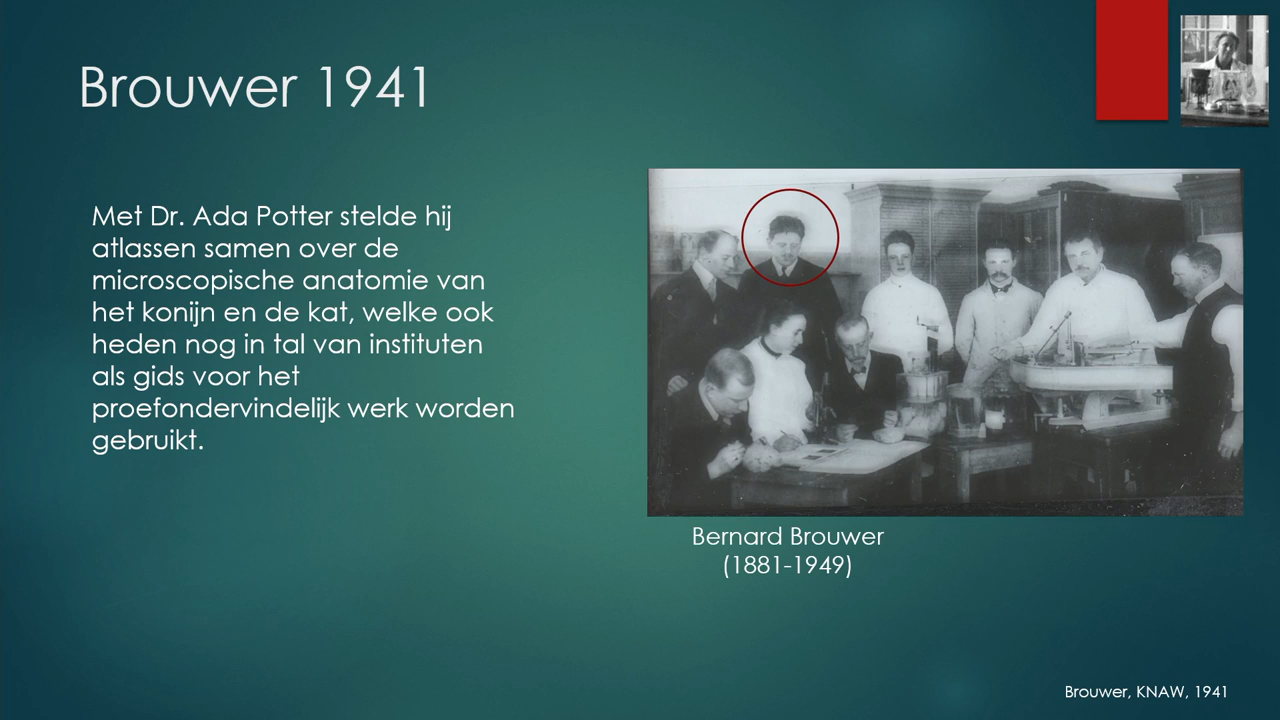 Brouwer 1941
Met Dr. Ada Potter stelde hij
atlassen samen over de
microscopische anatomie van
het konijn en de kat, welke ook
heden nog in tal van instituten
als gids voor het
proefondervindelijk werk worden
gebruikt.
Bernard Brouwer
(1881-1949)
Brouwer, KNAW, 1941